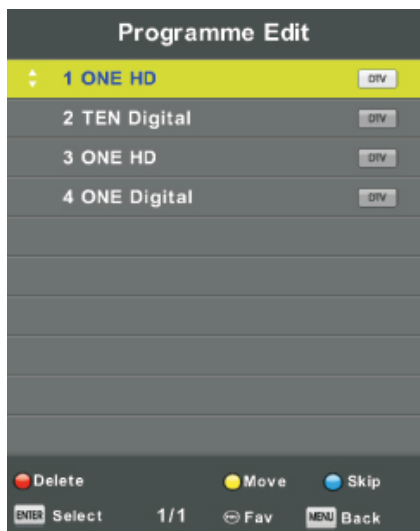 Programme Edit
1 ONE HD DTV
2 TEN Digital DTV
3 ONE HD DTV
4 ONE Digital DTV
Delete Move Skip
ENTER Select 1/1 Fav MENU Back